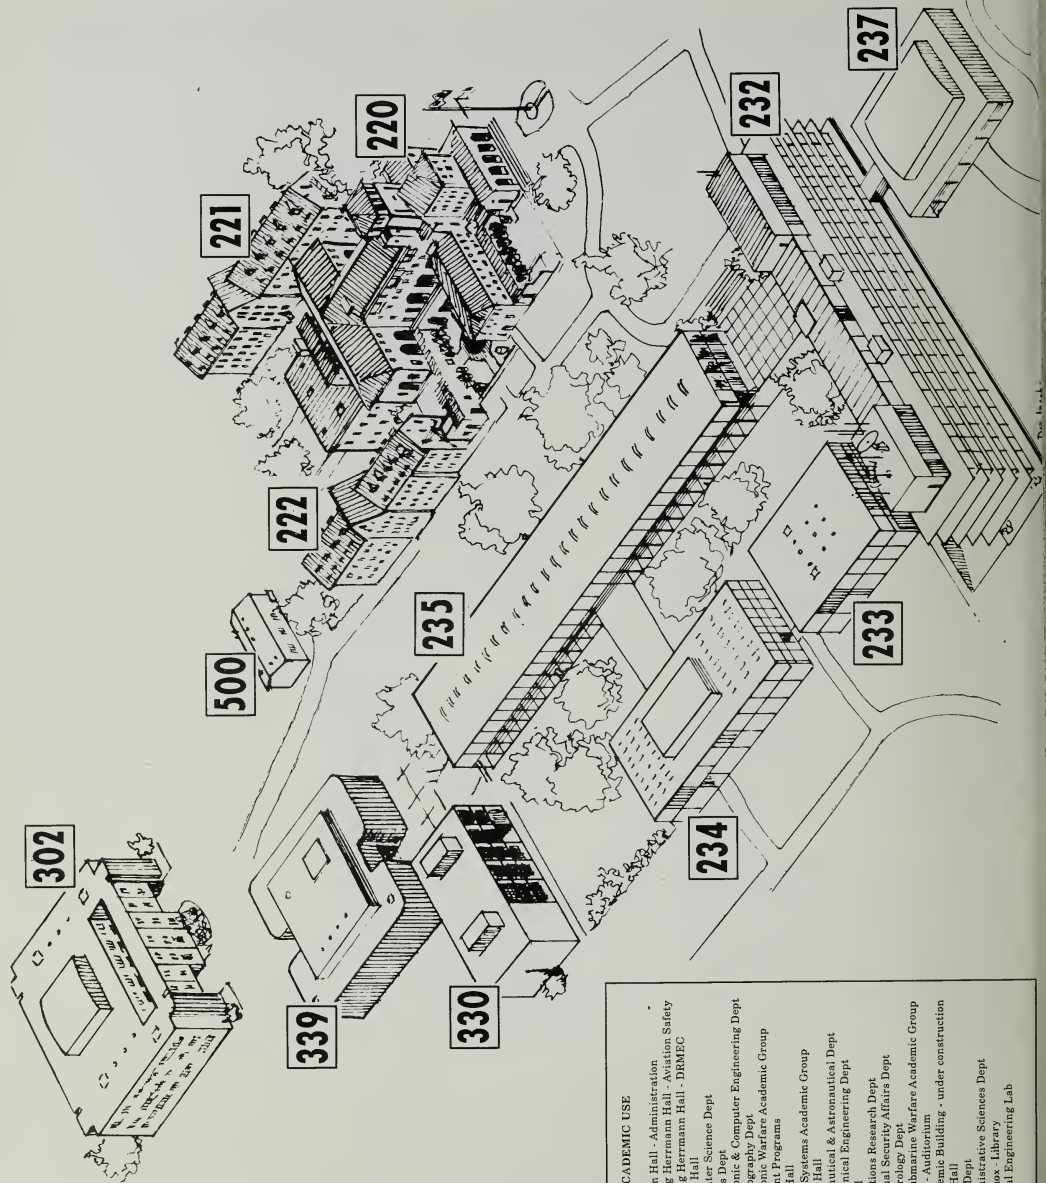 237
232
220
221
222
235
500
233
234
302
339
330
CADEMIC USE
n Hall - Administration
Herrmann Hall - Aviation Safety
Herrmann Hall - DRMEC
Hall
ter Science Dept
s Dept
onic & Computer Engineering Dept
ography Dept
onic Warfare Academic Group
nt Programs
Hall
Systems Academic Group
Hall
autical & Astronautical Dept
nical Engineering Dept
tions Research Dept
nal Security Affairs Dept
rology Dept
ubmarine Warfare Academic Group
- Auditorium
emic Building - under construction
Hall
Dept
nistrative Sciences Dept
nox - Library
al Engineering Lab